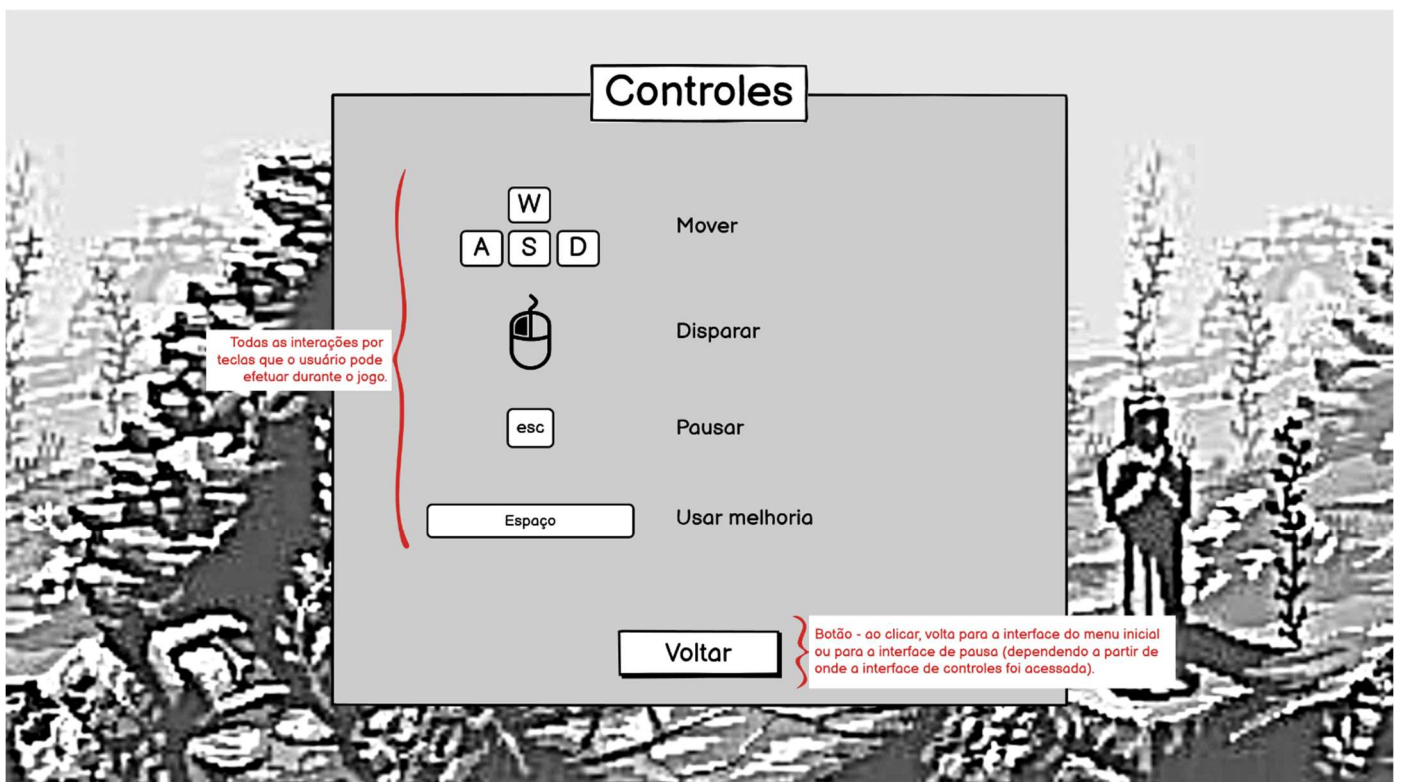 Controles
W
A S D
Mover
Disparar
Todas as interações por
teclas que o usuário pode
efetuar durante o jogo.
esc
Pausar
Espaço
Usar melhoria
Voltar
Botão - ao clicar, volta para a interface do menu inicial
ou para a interface de pausa (dependendo a partir de
onde a interface de controles foi acessada).